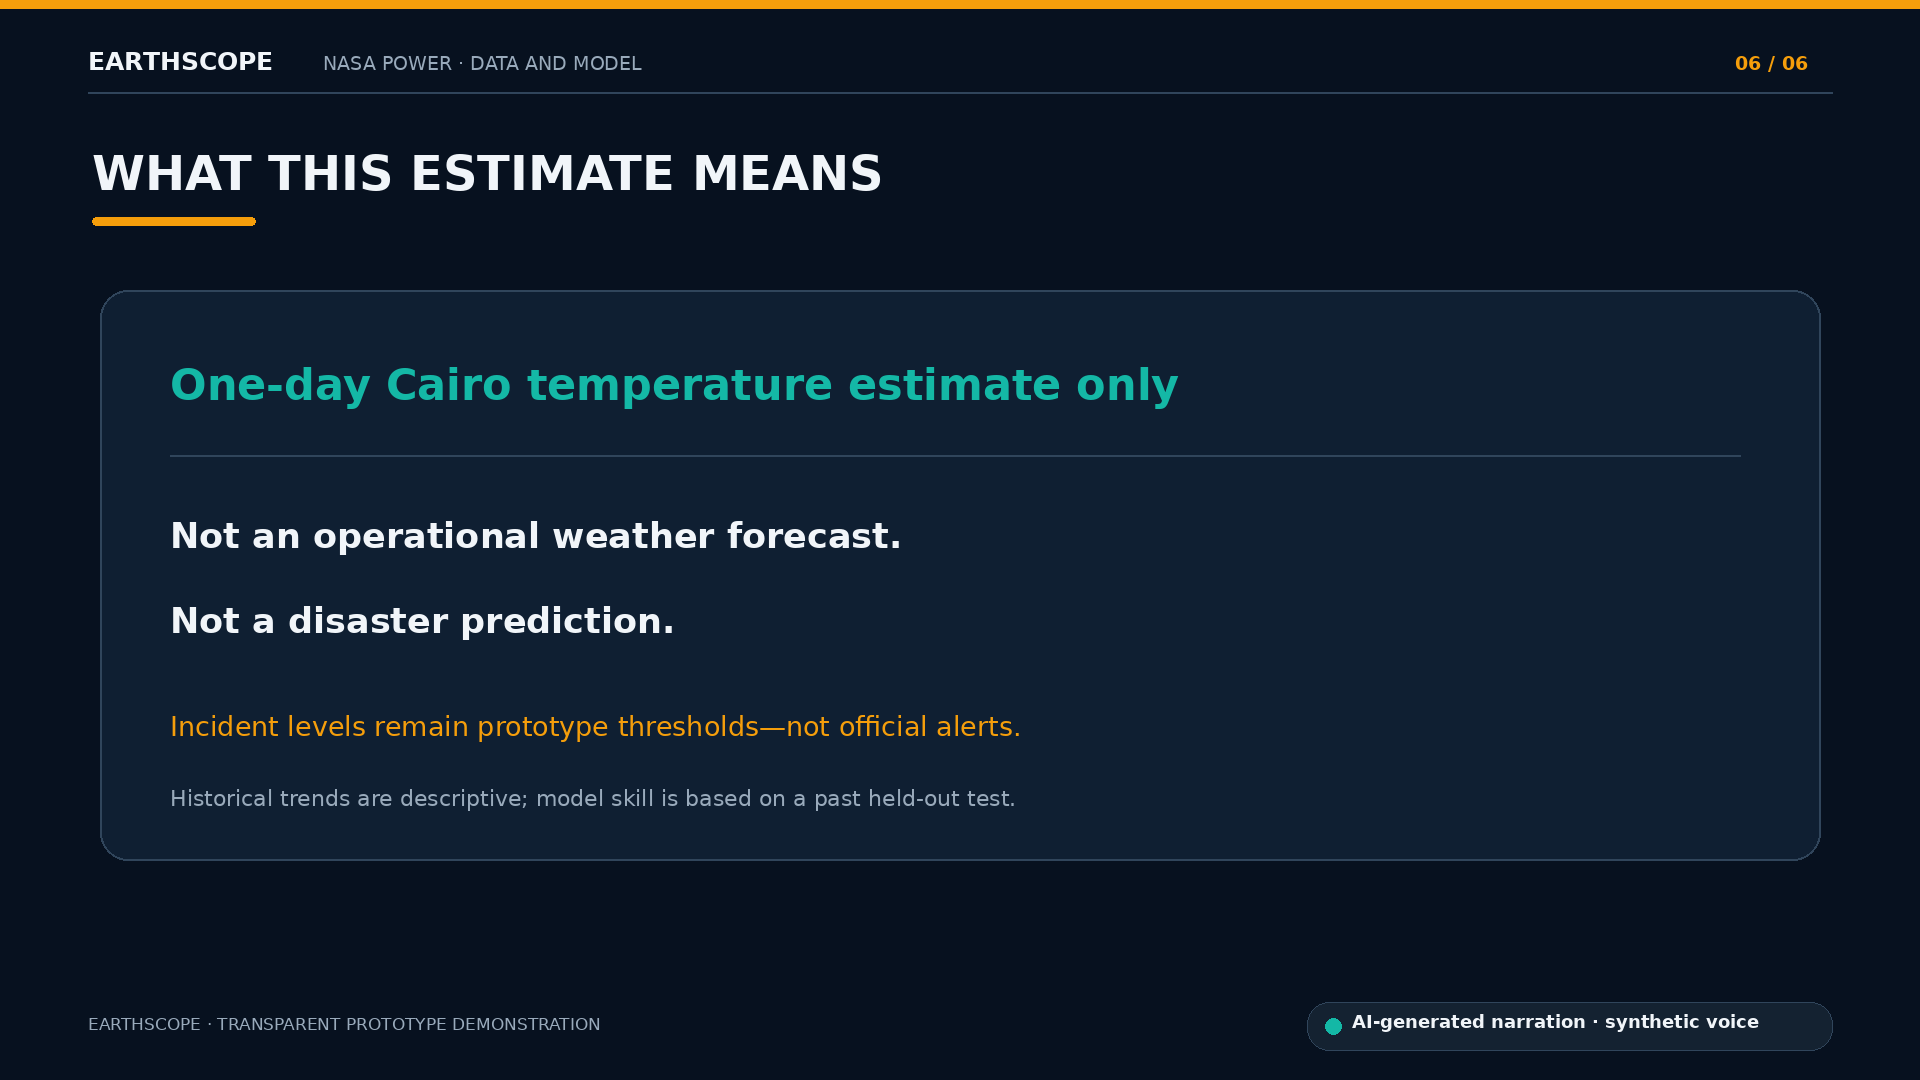 EARTHSCOPE NASA POWER · DATA AND MODEL 06 / 06
WHAT THIS ESTIMATE MEANS
One-day Cairo temperature estimate only
Not an operational weather forecast.
Not a disaster prediction.
Incident levels remain prototype thresholds—not official alerts.
Historical trends are descriptive; model skill is based on a past held-out test.
EARTHSCOPE · TRANSPARENT PROTOTYPE DEMONSTRATION AI-generated narration · synthetic voice